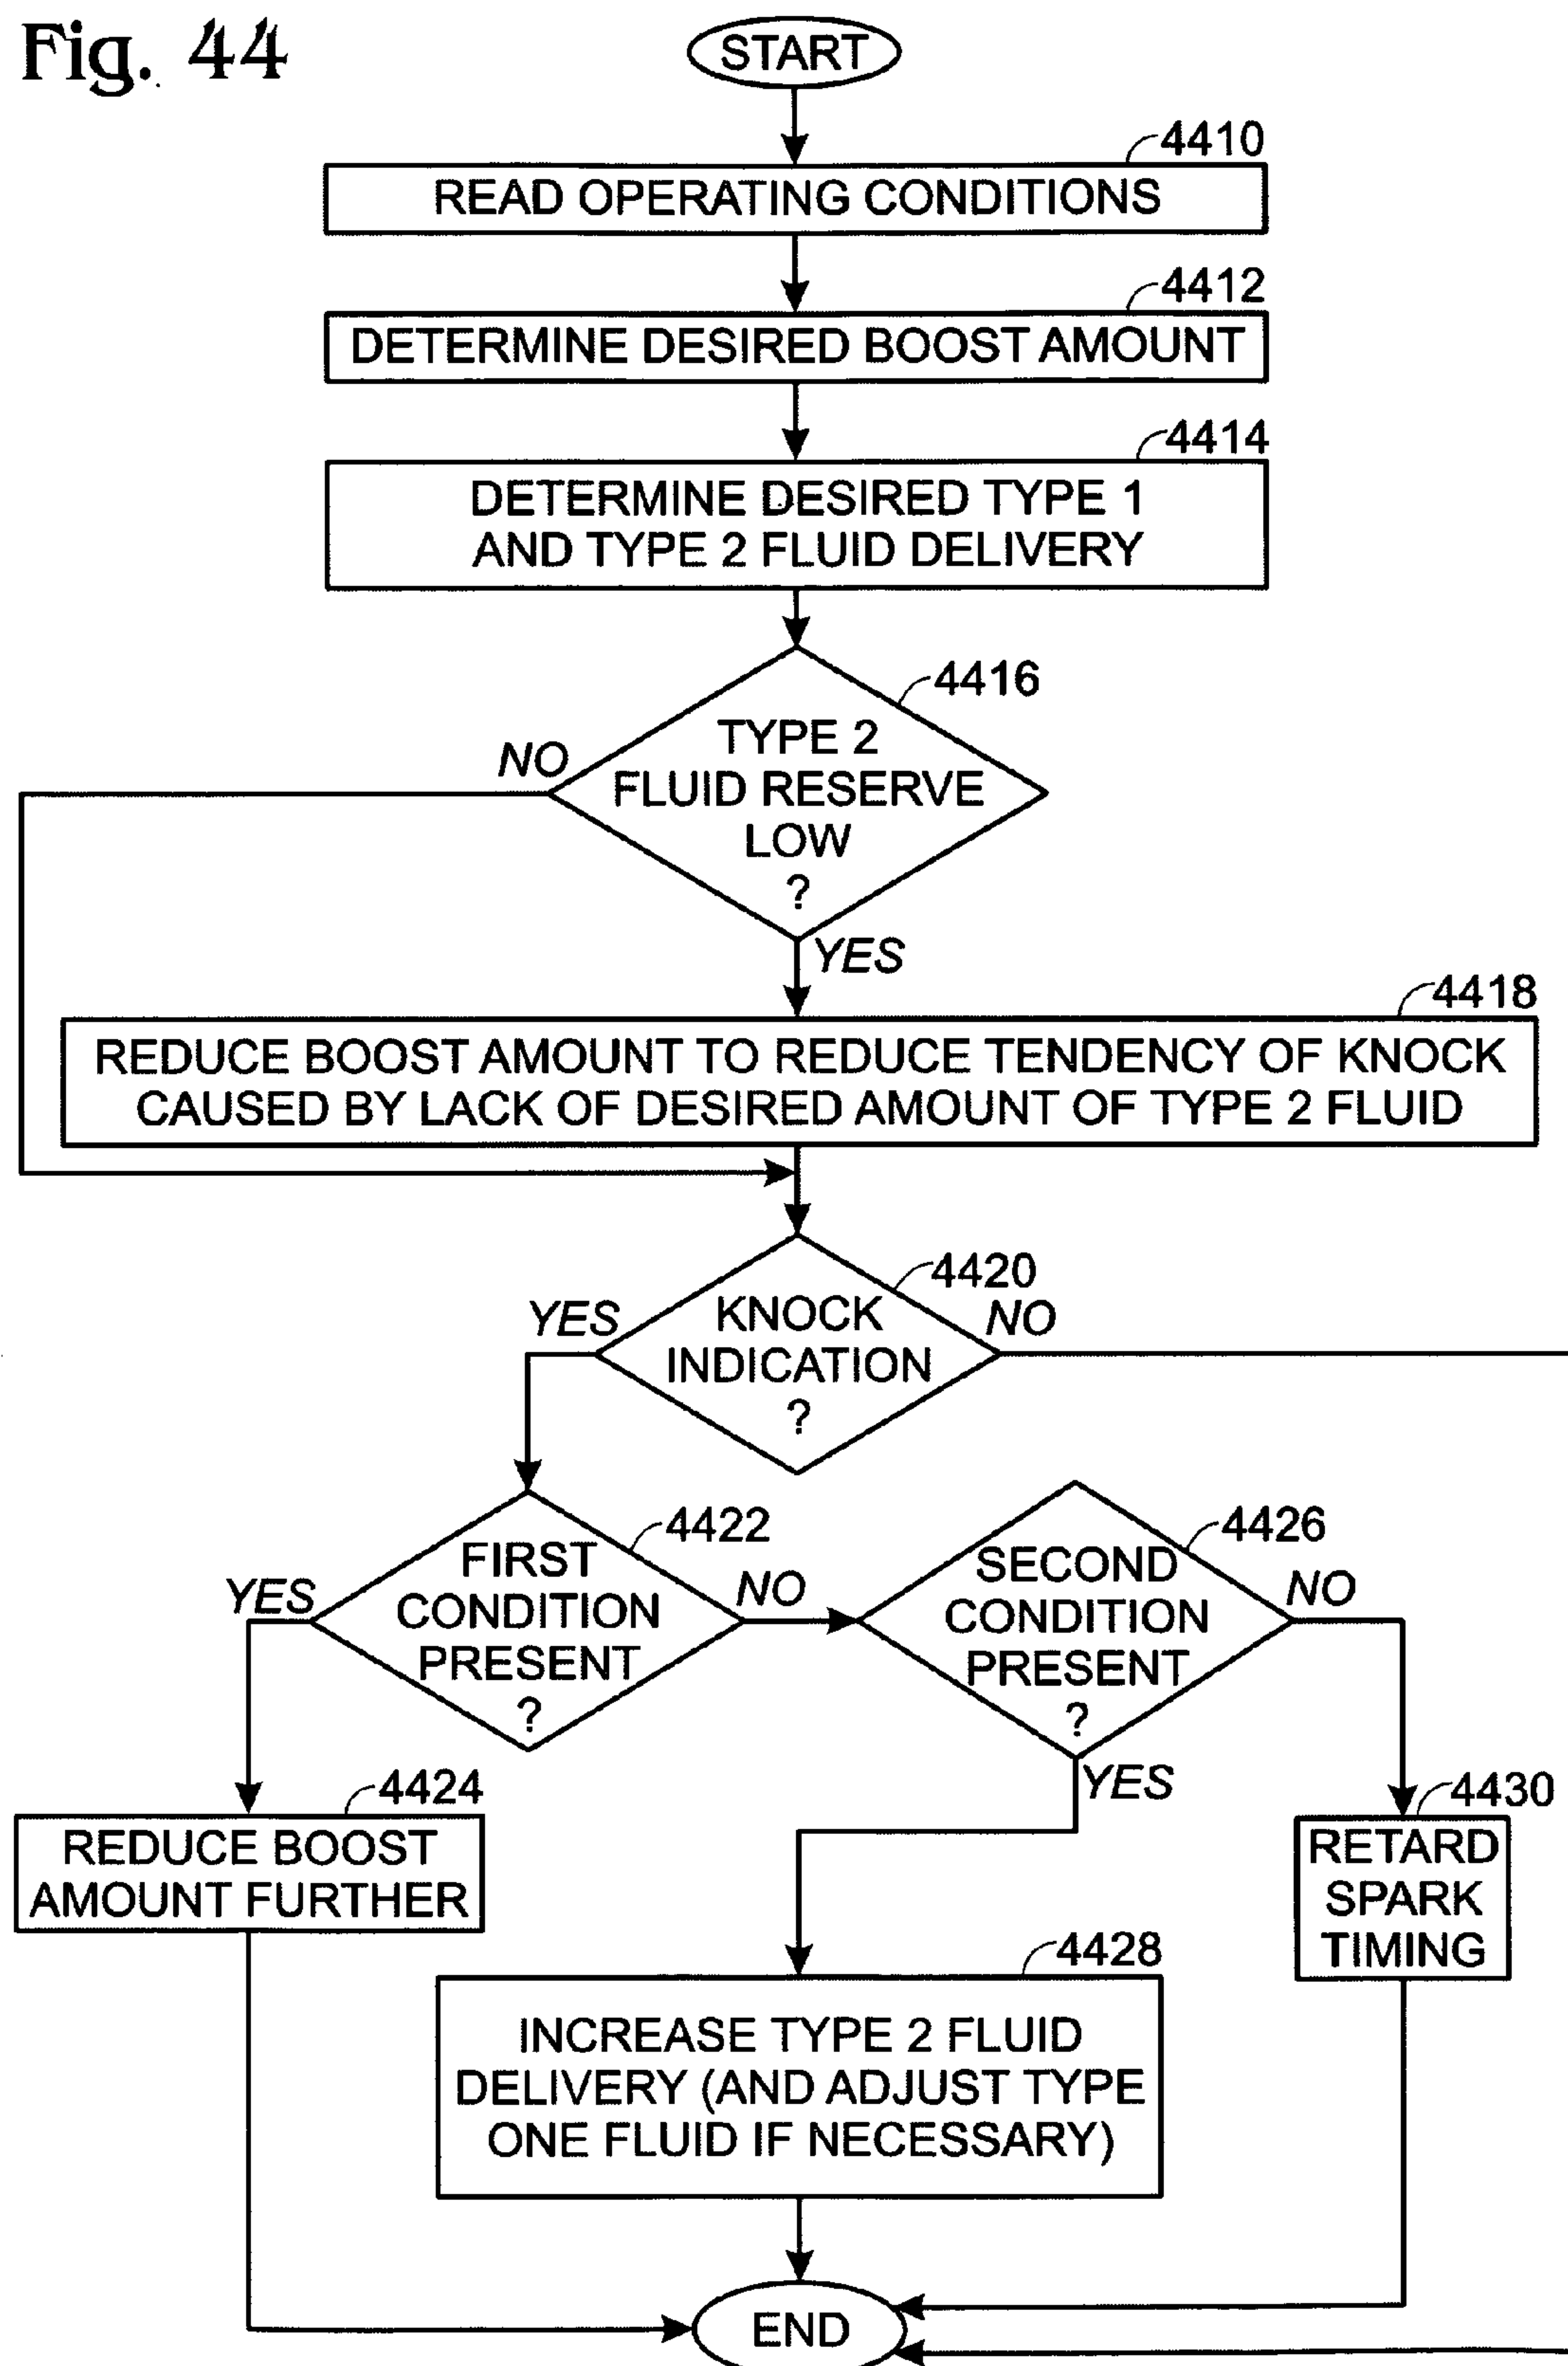 Fig. 44
START
4410
READ OPERATING CONDITIONS
4412
DETERMINE DESIRED BOOST AMOUNT
4414
DETERMINE DESIRED TYPE 1
AND TYPE 2 FLUID DELIVERY
4416
TYPE 2
FLUID RESERVE
LOW
?
NO
YES
4418
REDUCE BOOST AMOUNT TO REDUCE TENDENCY OF KNOCK
CAUSED BY LACK OF DESIRED AMOUNT OF TYPE 2 FLUID
4420
KNOCK
INDICATION
?
YES
NO
4422
FIRST
CONDITION
PRESENT
?
YES
NO
4426
SECOND
CONDITION
PRESENT
?
NO
YES
4424
REDUCE BOOST
AMOUNT FURTHER
4430
RETARD
SPARK
TIMING
4428
INCREASE TYPE 2 FLUID
DELIVERY (AND ADJUST TYPE
ONE FLUID IF NECESSARY)
END